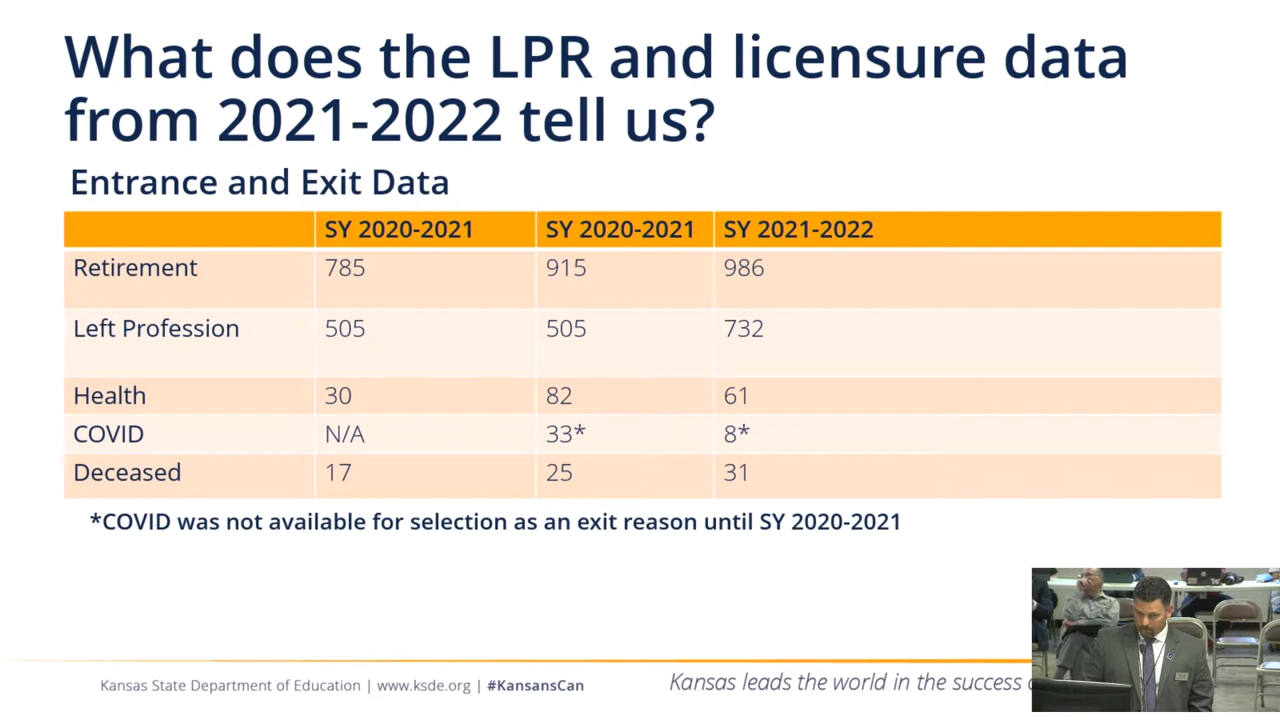 What does the LPR and licensure data
from 2021-2022 tell us?
Entrance and Exit Data
SY 2020-2021 SY 2020-2021 SY 2021-2022
Retirement 785 915 986
Left Profession 505 505 732
Health 30 82 61
COVID N/A 33* 8*
Deceased 17 25 31
*COVID was not available for selection as an exit reason until SY 2020-2021
Kansas State Department of Education | www.ksde.org | #KansansCan
Kansas leads the world in the success